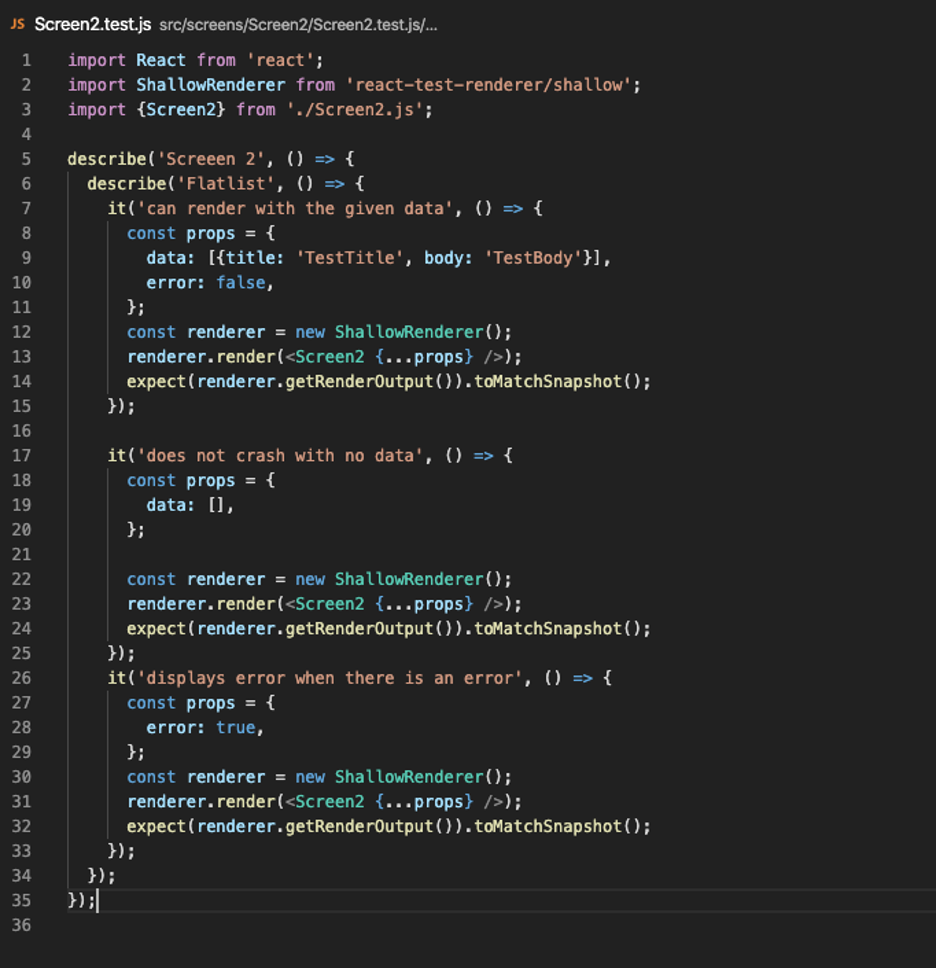 JS Screen2.test.js src/screens/Screen2/Screen2.test.js/...
1 import React from 'react';
2 import ShallowRenderer from 'react-test-renderer/shallow';
3 import {Screen2} from './Screen2.js';
4
5 describe('Screeen 2', () => {
6   describe('Flatlist', () => {
7     it('can render with the given data', () => {
8       const props = {
9         data: [{title: 'TestTitle', body: 'TestBody'}],
10         error: false,
11       };
12       const renderer = new ShallowRenderer();
13       renderer.render(<Screen2 {...props} />);
14       expect(renderer.getRenderOutput()).toMatchSnapshot();
15     });
16
17     it('does not crash with no data', () => {
18       const props = {
19         data: [],
20       };
21
22       const renderer = new ShallowRenderer();
23       renderer.render(<Screen2 {...props} />);
24       expect(renderer.getRenderOutput()).toMatchSnapshot();
25     });
26     it('displays error when there is an error', () => {
27       const props = {
28         error: true,
29       };
30       const renderer = new ShallowRenderer();
31       renderer.render(<Screen2 {...props} />);
32       expect(renderer.getRenderOutput()).toMatchSnapshot();
33     });
34   });
35 });
36